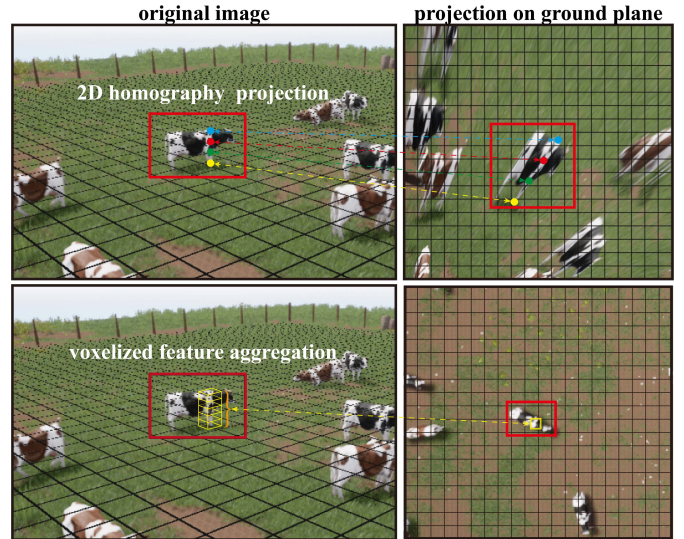 original image
projection on ground plane
2D homography projection
voxelized feature aggregation